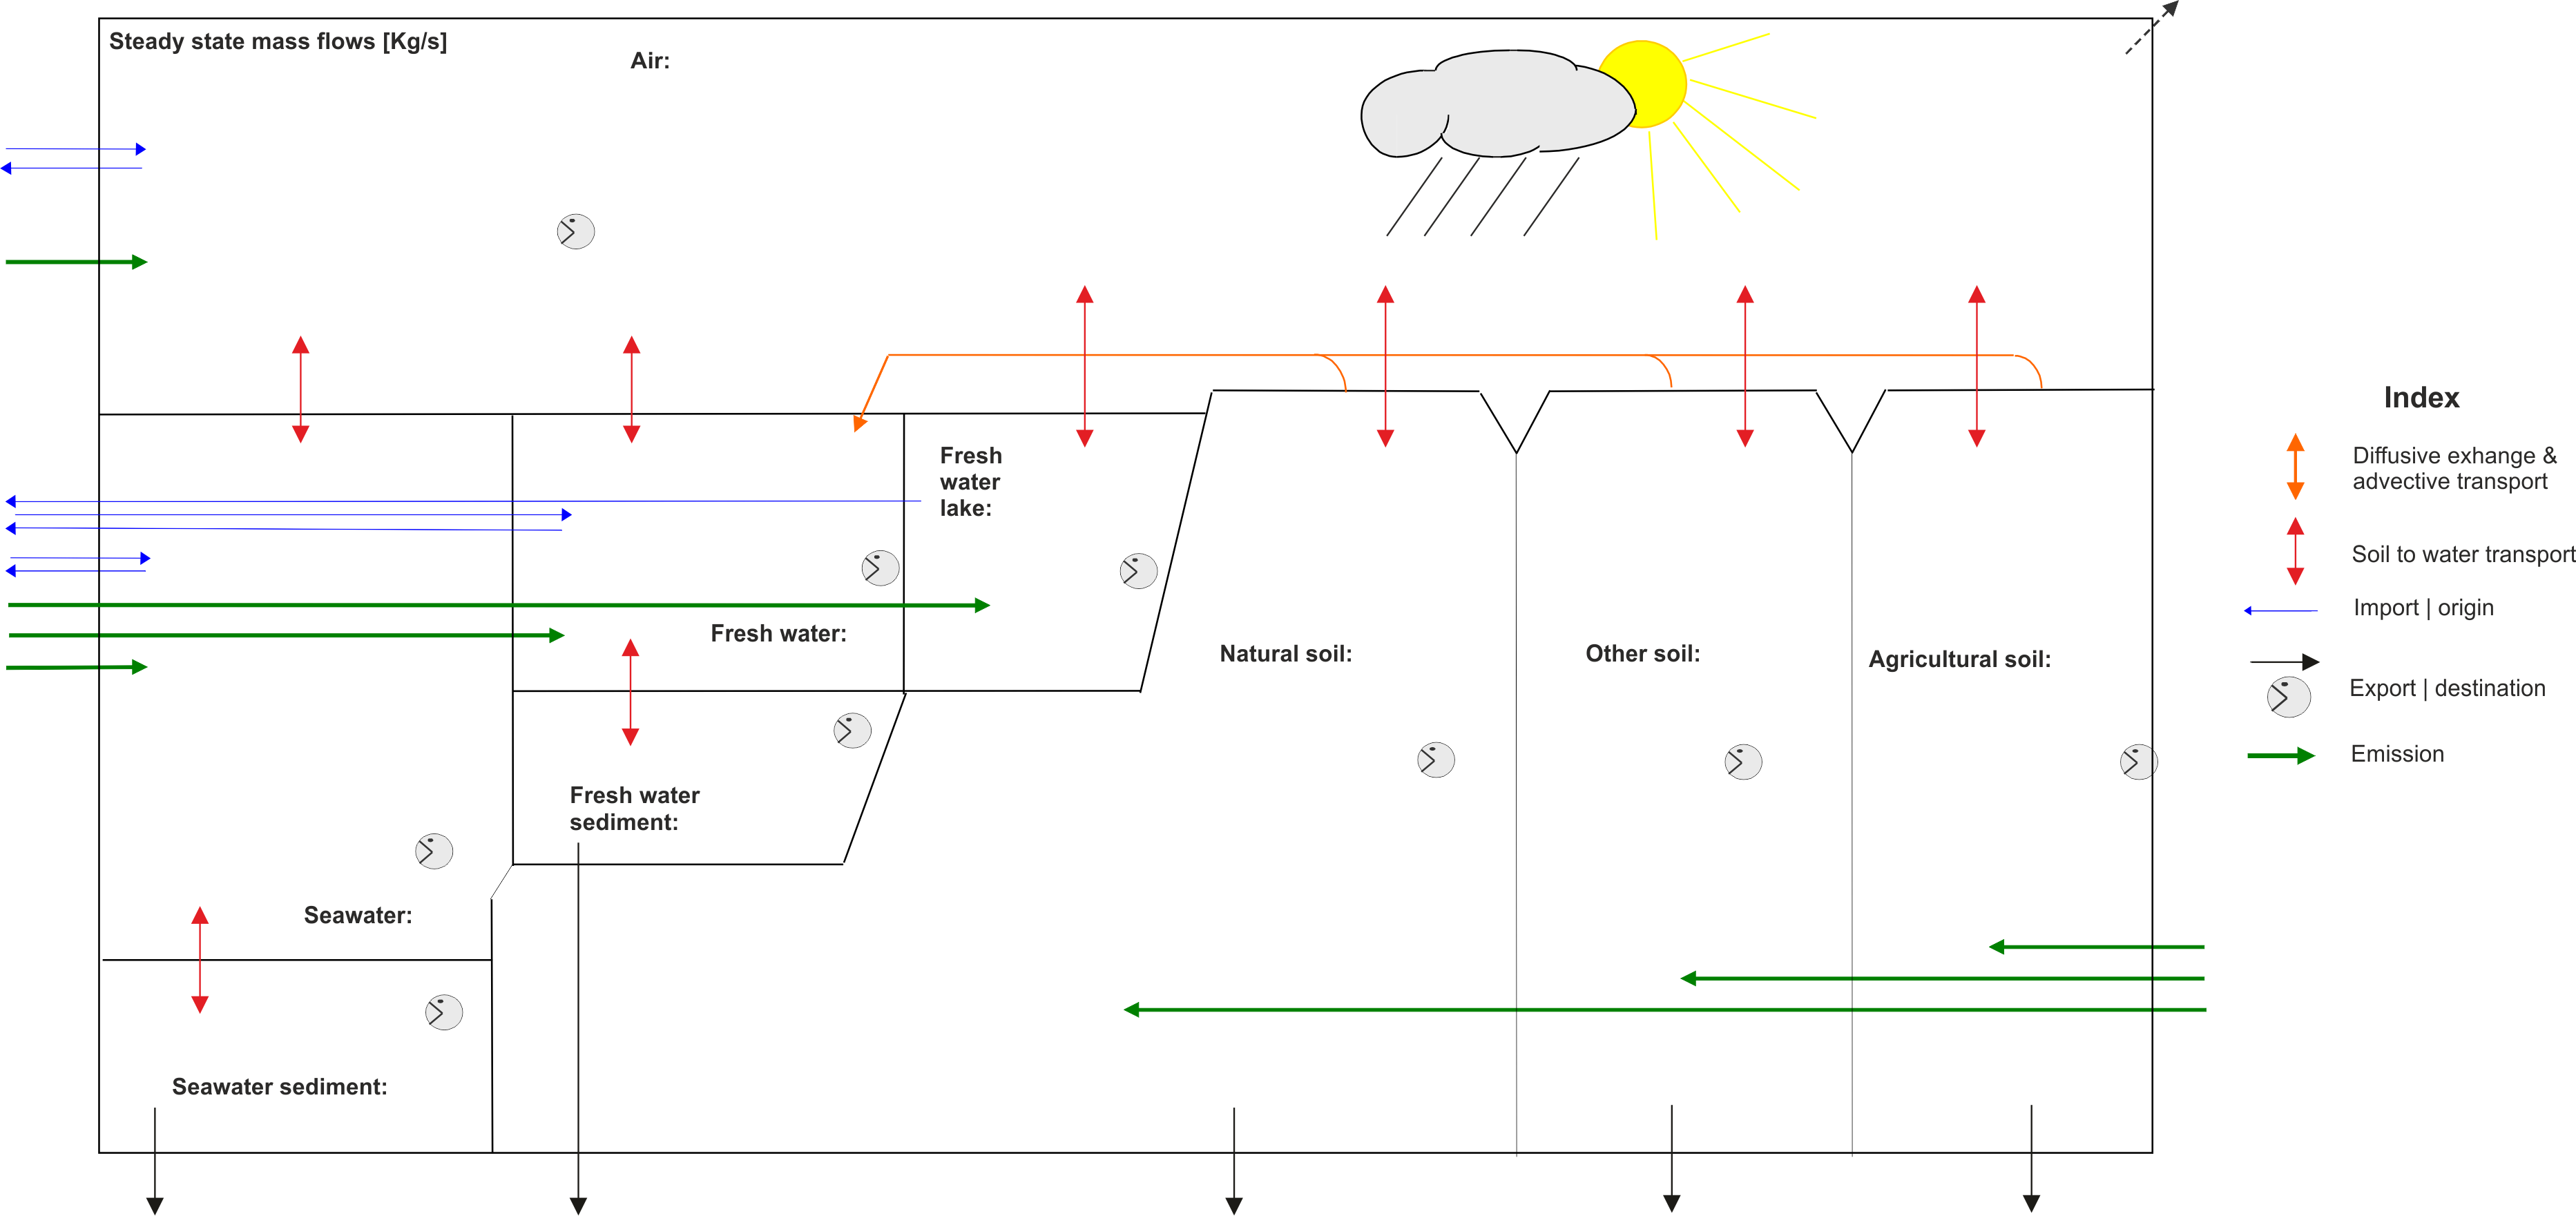 Steady state mass flows [Kg/s]
Air:
Fresh
water
lake:
Fresh water:
Natural soil:
Other soil:
Agricultural soil:
Fresh water
sediment:
Seawater:
Seawater sediment:
Index
Diffusive exhange &
advective transport
Soil to water transport
Import | origin
Export | destination
Emission